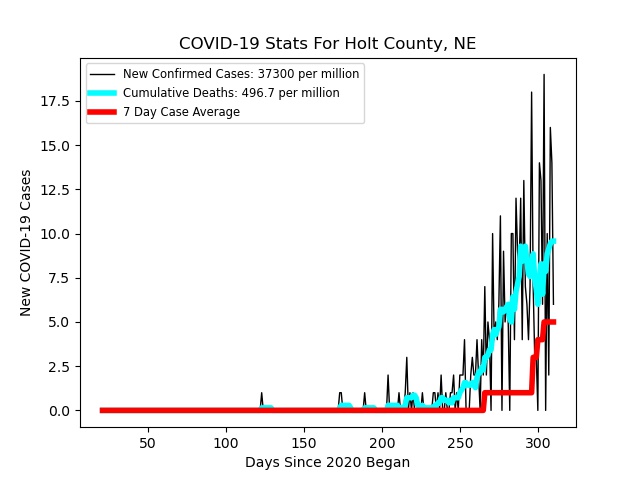 COVID-19 Stats For Holt County, NE
New Confirmed Cases: 37300 per million
Cumulative Deaths: 496.7 per million
7 Day Case Average
17.5
15.0
12.5
10.0
7.5
5.0
2.5
0.0
New COVID-19 Cases
50 100 150 200 250 300
Days Since 2020 Began